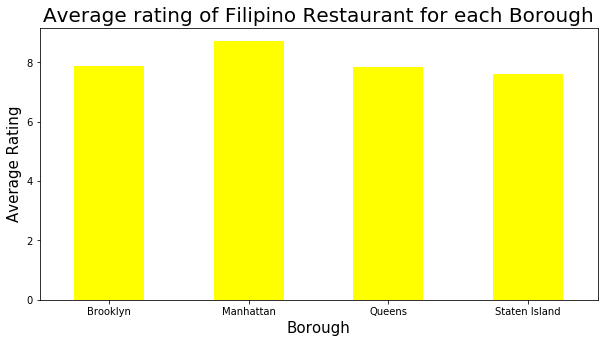 Average rating of Filipino Restaurant for each Borough
Average Rating
8
6
4
2
0
Brooklyn Manhattan Queens Staten Island
Borough